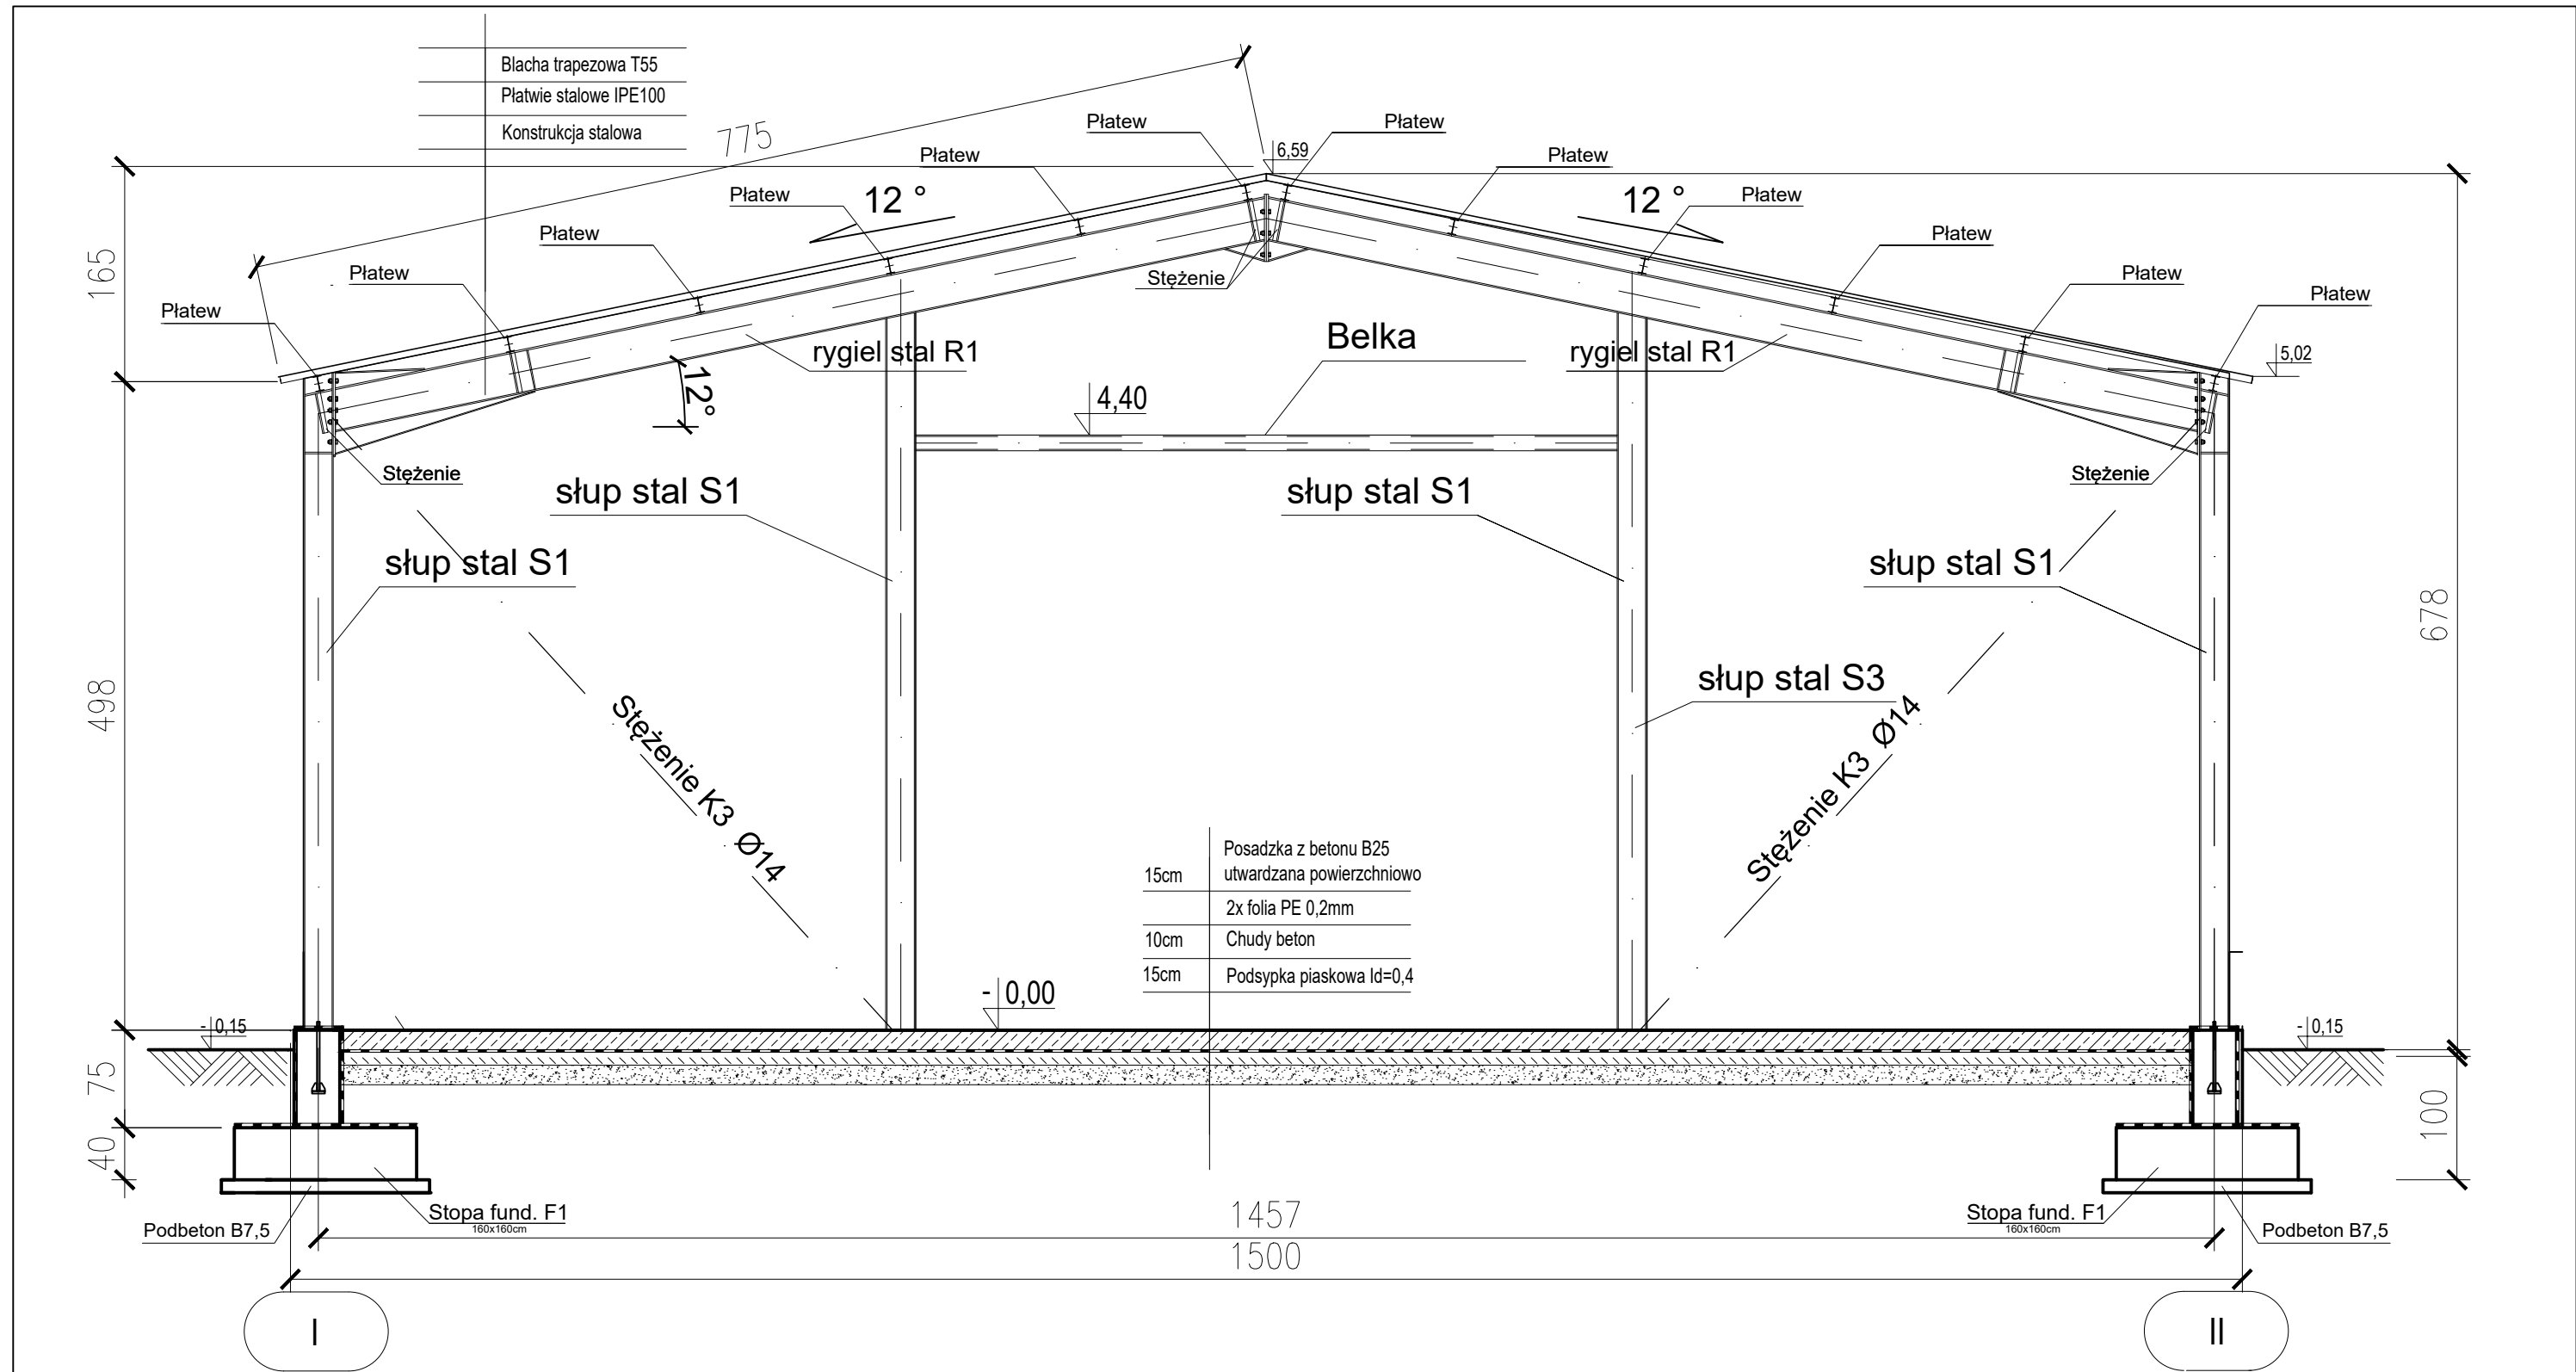 Blacha trapezowa T55
Płatwie stalowe IPE100
Konstrukcja stalowa
775
Płatew
Płatew
Płatew
6,59
Płatew
12 °
12 °
Płatew
Płatew
Płatew
Płatew
165
Płatew
Płatew
Stężenie
Płatew
Płatew
Belka
rygiel stal R1
rygiel stal R1
5,02
12°
4,40
Stężenie
Stężenie
słup stal S1
słup stal S1
słup stal S1
słup stal S1
678
498
słup stal S3
Stężenie K3 Ø14
Stężenie K3 Ø14
Posadzka z betonu B25
15cm utwardzana powierzchniowo
2x folia PE 0,2mm
10cm Chudy beton
15cm Podsypka piaskowa Id=0,4
- 0,00
- 0,15
- 0,15
75
40
100
Stopa fund. F1
160x160cm
Podbeton B7,5
Stopa fund. F1
160x160cm
Podbeton B7,5
1457
1500
I
II